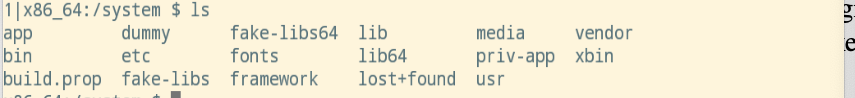 1|x86_64:/system $ ls
app dummy fake-libs64 lib media vendor
bin etc fonts lib64 priv-app xbin
build.prop fake-libs framework lost+found usr